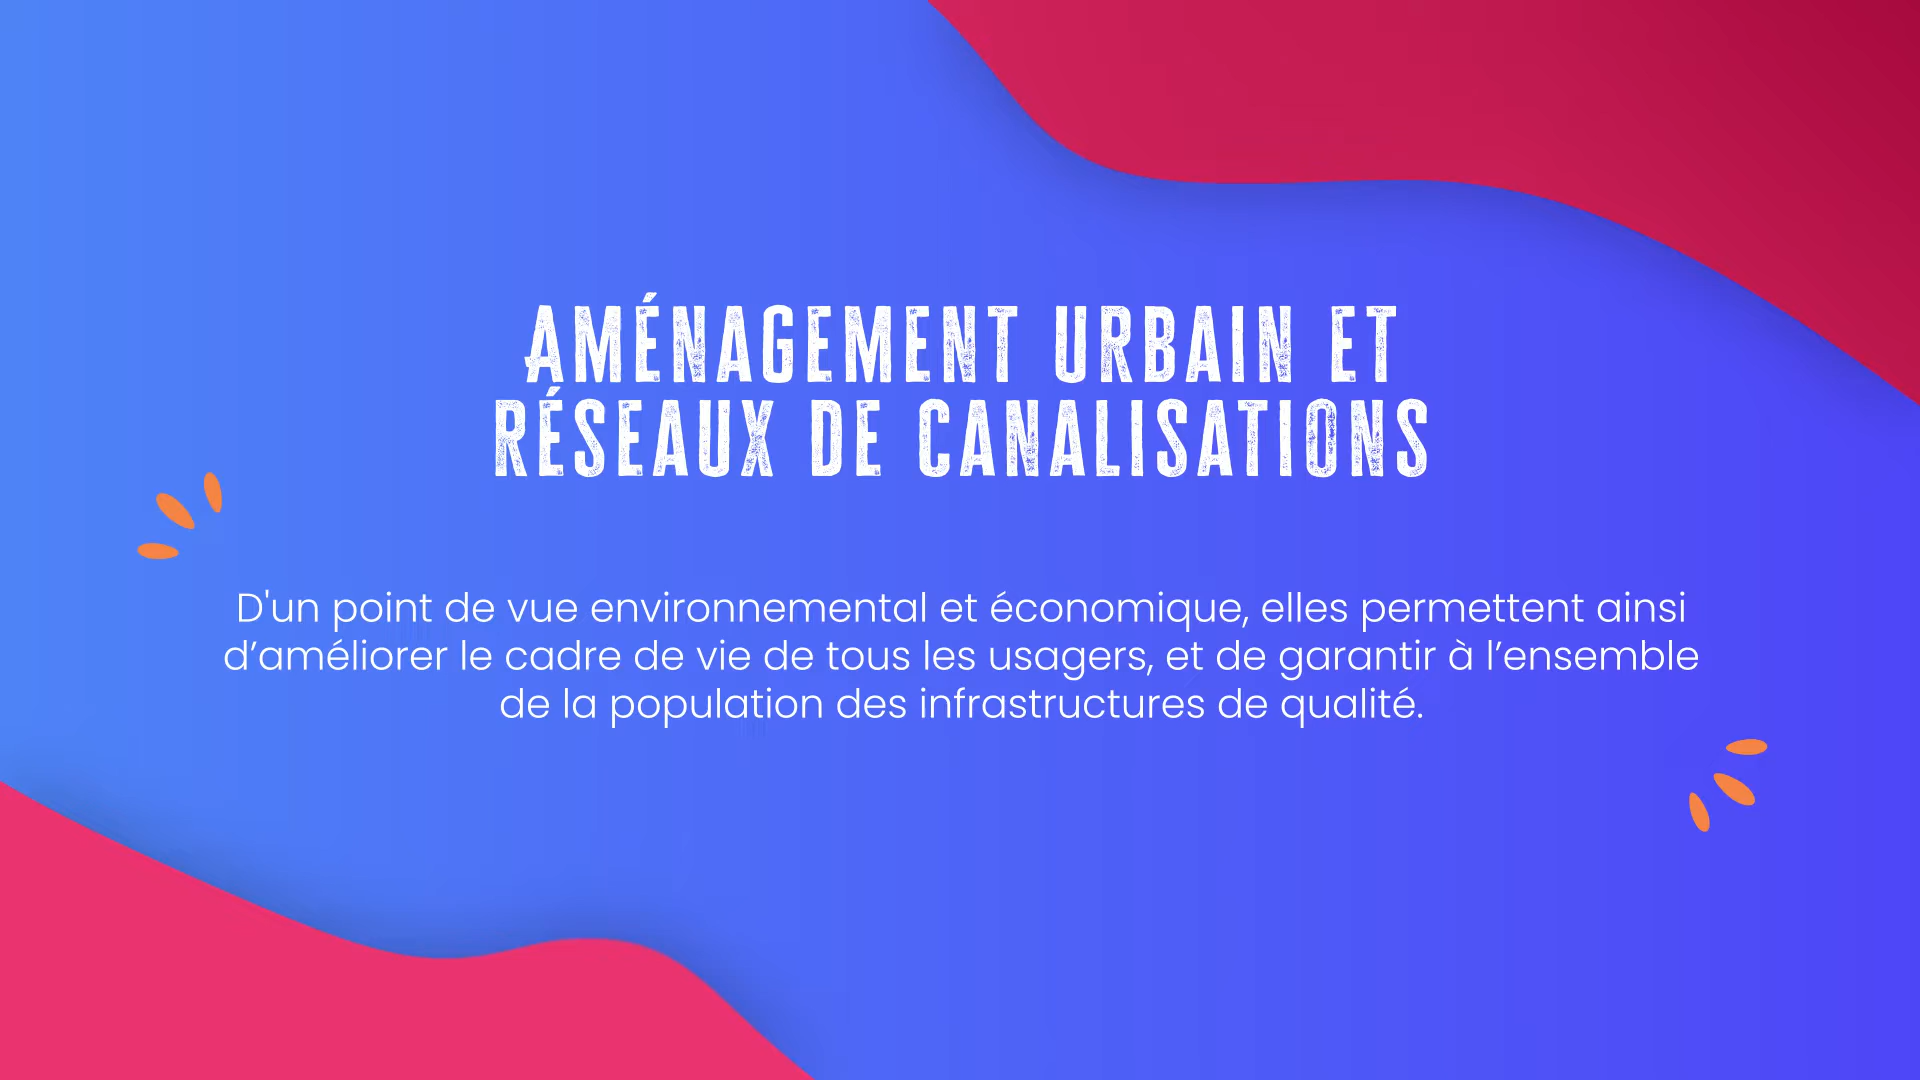 AMÉNAGEMENT URBAIN ET
RÉSEAUX DE CANALISATIONS
D'un point de vue environnemental et économique, elles permettent ainsi
d’améliorer le cadre de vie de tous les usagers, et de garantir à l’ensemble
de la population des infrastructures de qualité.